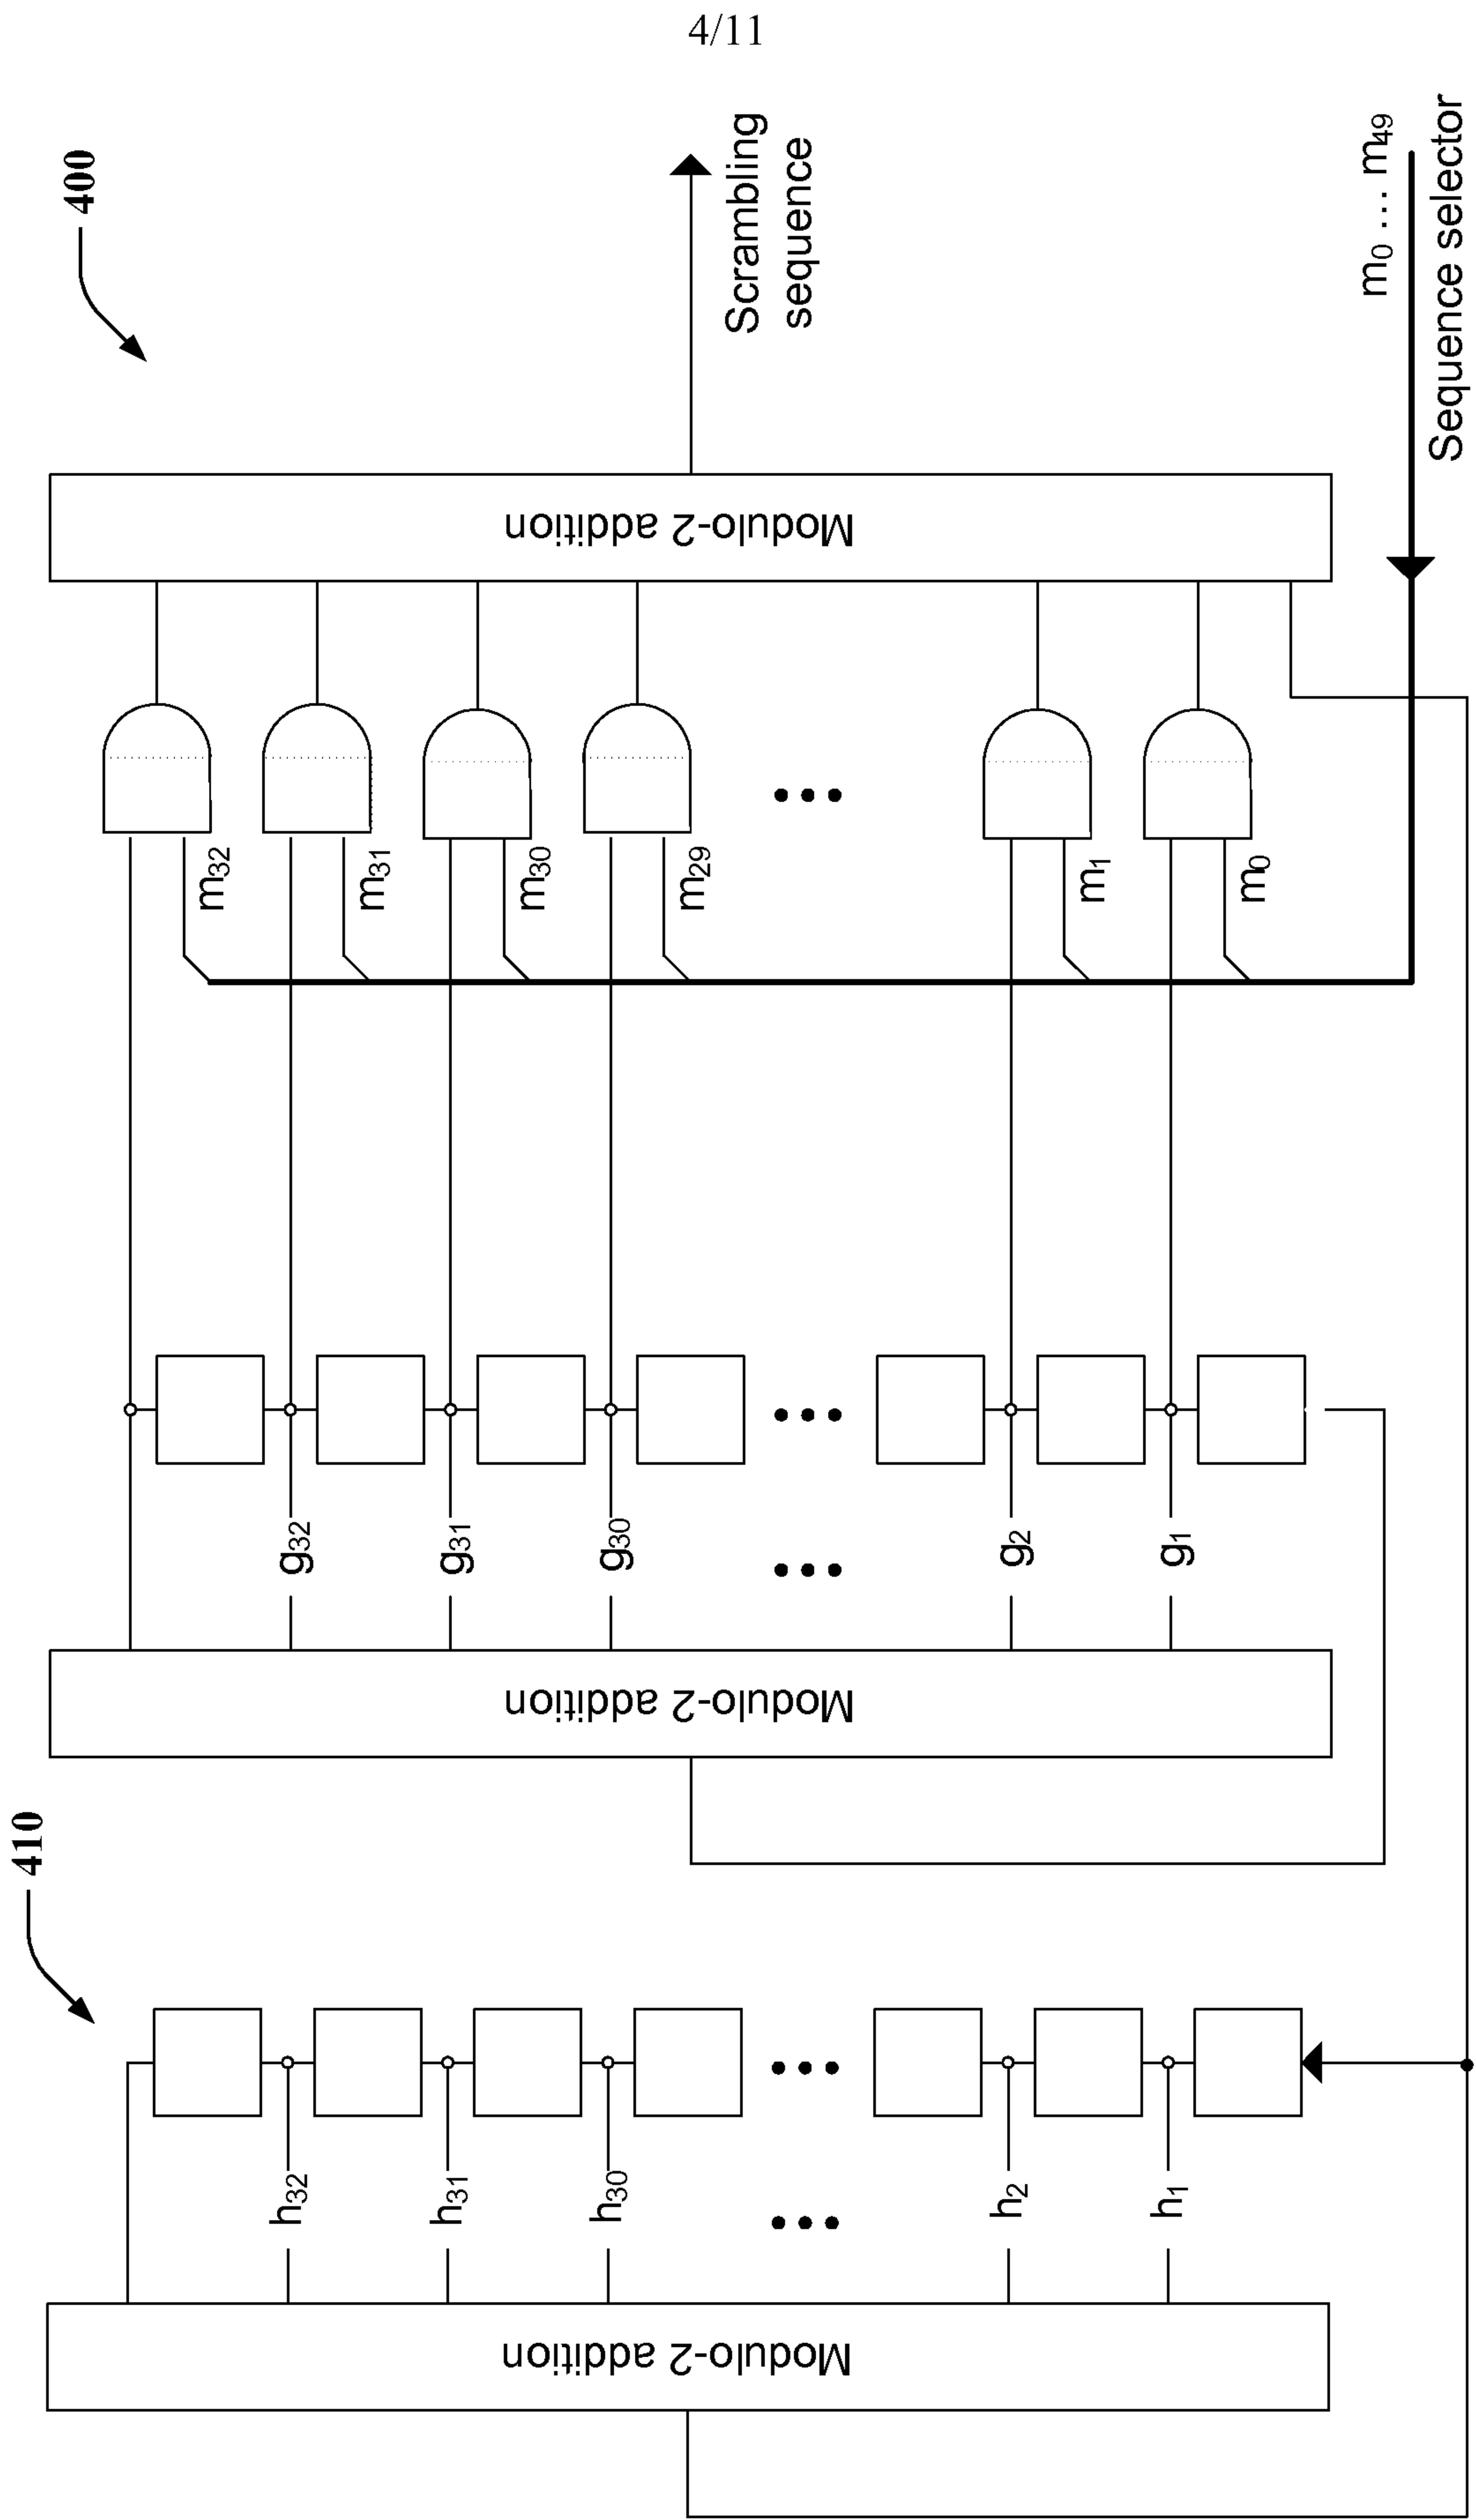 4/11
400
Scrambling
sequence
m0 ... m49
Sequence selector
Modulo-2 addition
m32
m31
m30
m29
...
m1
m0
...
g32
g31
g30
...
g2
g1
Modulo-2 addition
410
...
h32
h31
h30
...
h2
h1
Modulo-2 addition